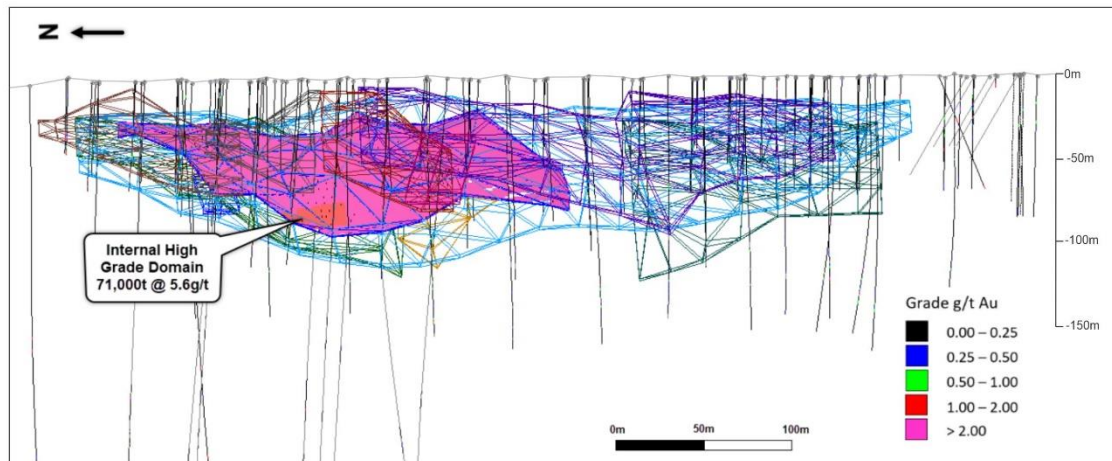 N
0m
-50m
-100m
-150m
Internal High
Grade Domain
71,000t @ 5.6g/t
Grade g/t Au
0.00 – 0.25
0.25 – 0.50
0.50 – 1.00
1.00 – 2.00
> 2.00
0m 50m 100m